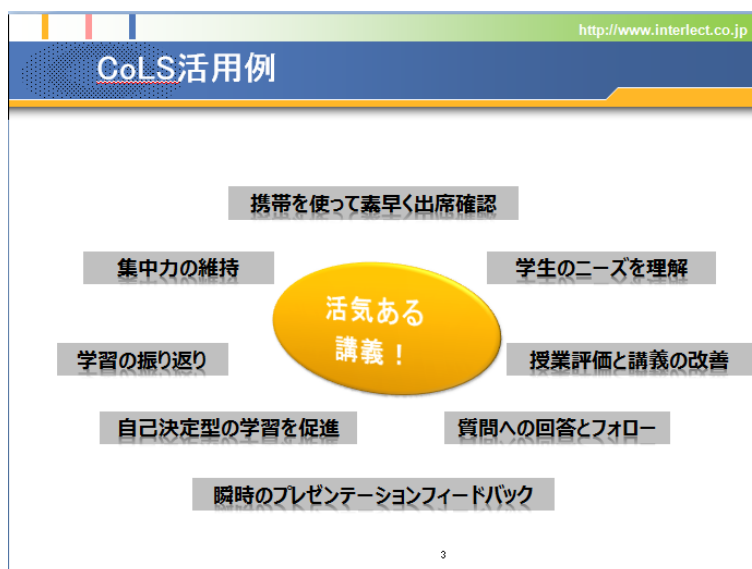 http://www.interlect.co.jp
CoLS活用例
携帯を使って素早く出席確認
集中力の維持
学生のニーズを理解
活気ある
講義！
学習の振り返り
授業評価と講義の改善
自己決定型の学習を促進
質問への回答とフォロー
瞬時のプレゼンテーションフィードバック
3